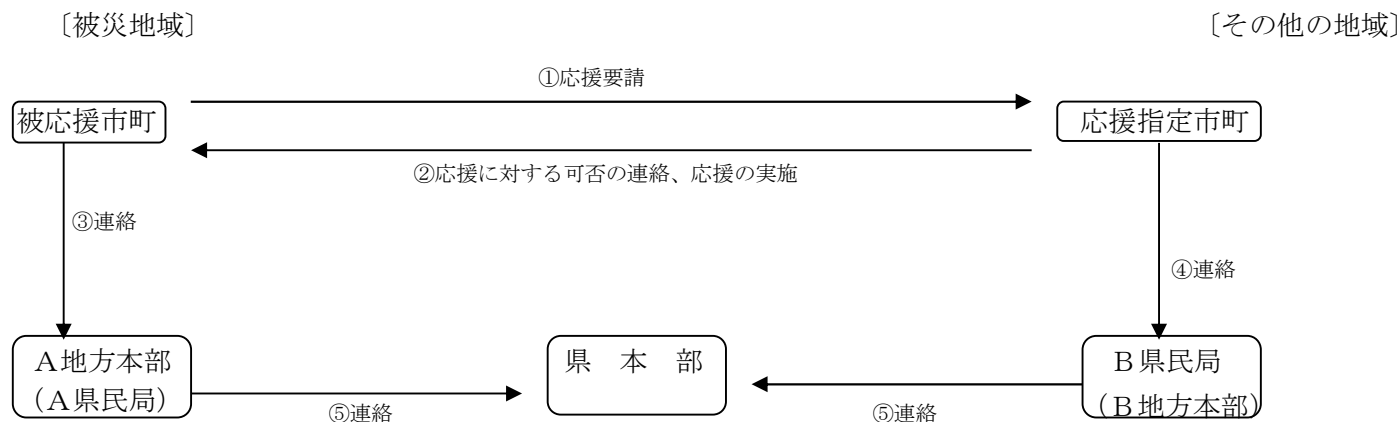 〔被災地域〕
〔その他の地域〕
①応援要請
被応援市町
応援指定市町
②応援に対する可否の連絡、応援の実施
③連絡
④連絡
A地方本部
（A県民局）
県　本　部
B県民局
（B地方本部）
⑤連絡
⑤連絡